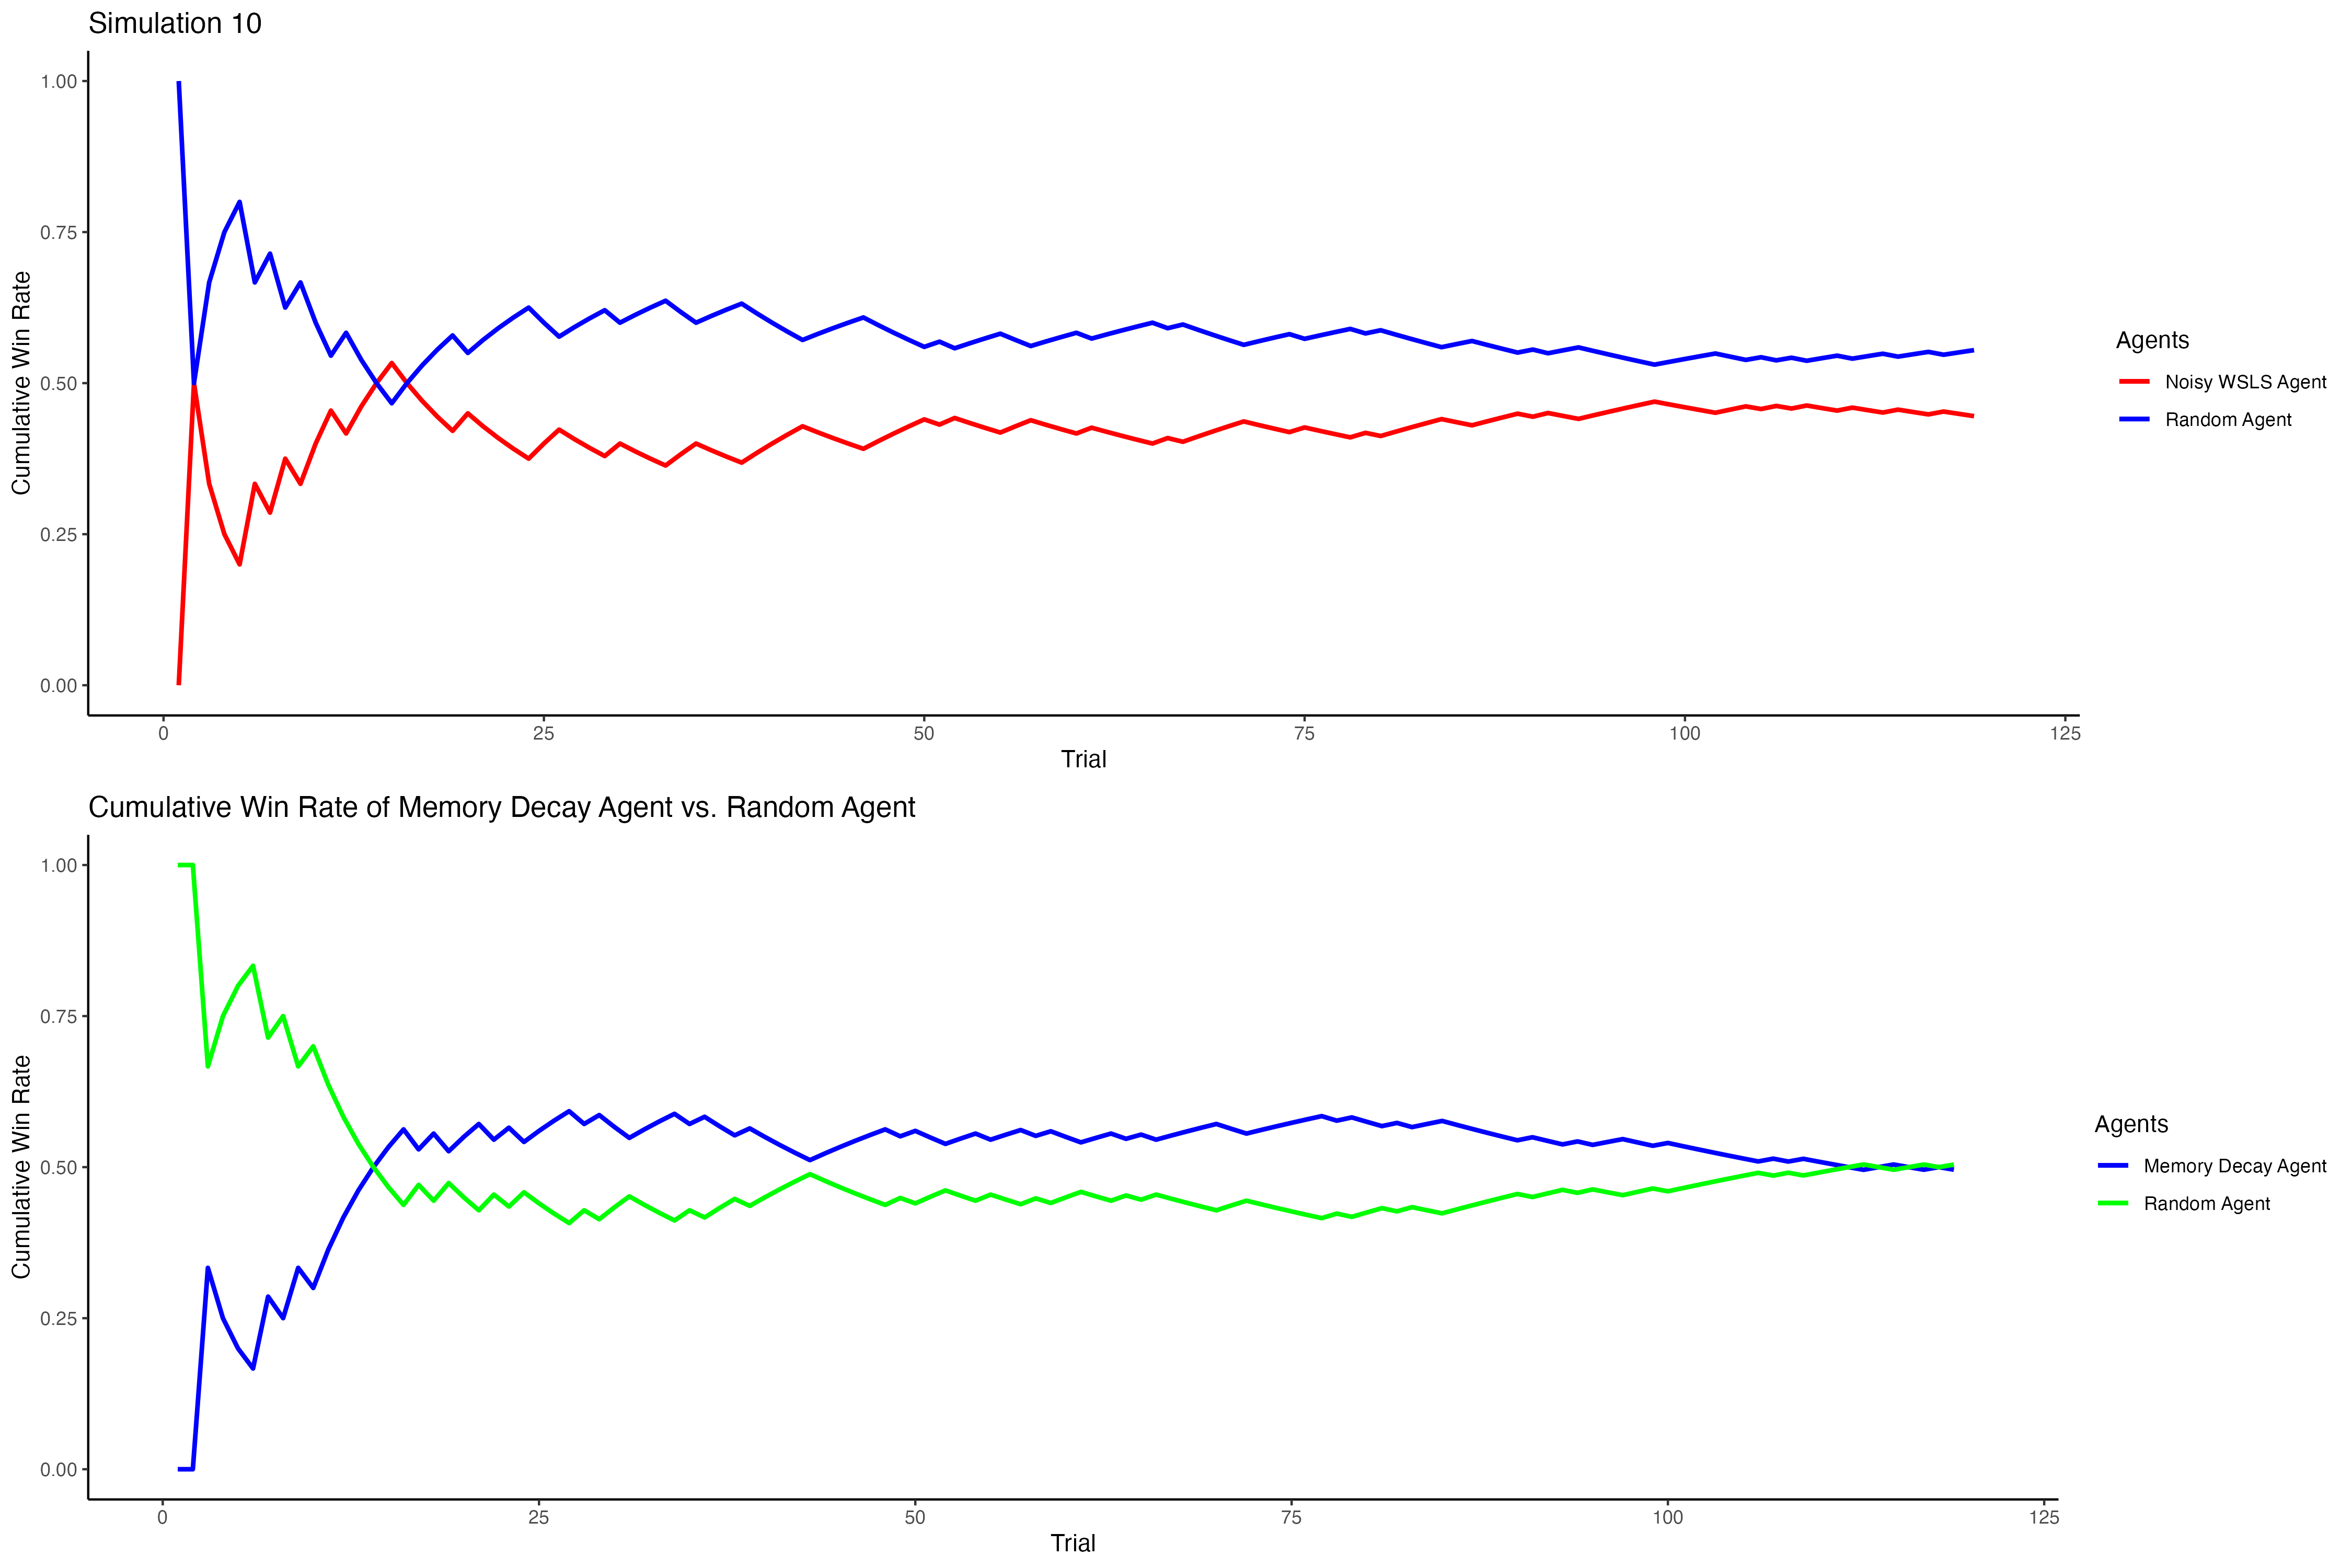 Simulation 10
1.00
0.75
0.50
0.25
0.00
Cumulative Win Rate
0 25 50 75 100 125
Trial
Agents
Noisy WSLS Agent
Random Agent
Cumulative Win Rate of Memory Decay Agent vs. Random Agent
1.00
0.75
0.50
0.25
0.00
Cumulative Win Rate
0 25 50 75 100 125
Trial
Agents
Memory Decay Agent
Random Agent